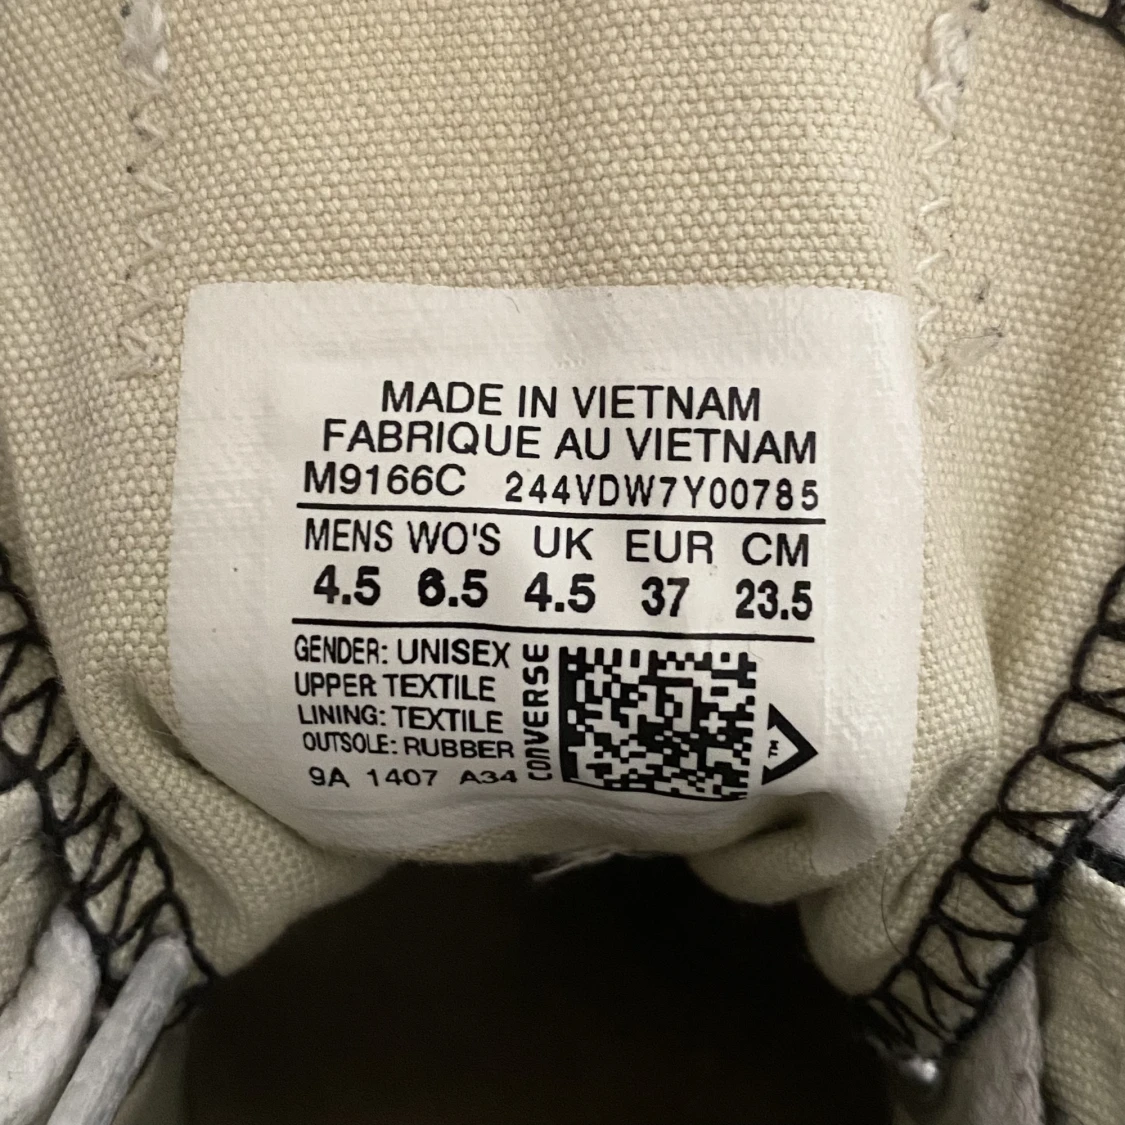 MADE IN VIETNAM
FABRIQUE AU VIETNAM
M9166C 244VDW7Y00785
MENS WO'S UK EUR CM
4.5 6.5 4.5 37 23.5
GENDER: UNISEX
UPPER TEXTILE
LINING: TEXTILE
OUTSOLE: RUBBER
9A 1407 A34
CONVERSE
TM